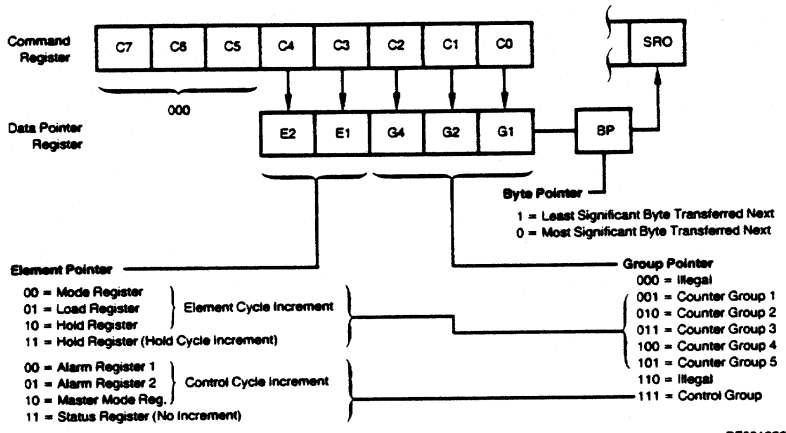 Command
Register
C7 C6 C5 C4 C3 C2 C1 C0
SRO
000
Data Pointer
Register
E2 E1 G4 G2 G1
BP
Byte Pointer
1 = Least Significant Byte Transferred Next
0 = Most Significant Byte Transferred Next
Element Pointer
00 = Mode Register
01 = Load Register
10 = Hold Register
Element Cycle Increment
11 = Hold Register (Hold Cycle Increment)
00 = Alarm Register 1
01 = Alarm Register 2
10 = Master Mode Reg.
Control Cycle Increment
11 = Status Register (No Increment)
Group Pointer
000 = Illegal
001 = Counter Group 1
010 = Counter Group 2
011 = Counter Group 3
100 = Counter Group 4
101 = Counter Group 5
110 = Illegal
111 = Control Group